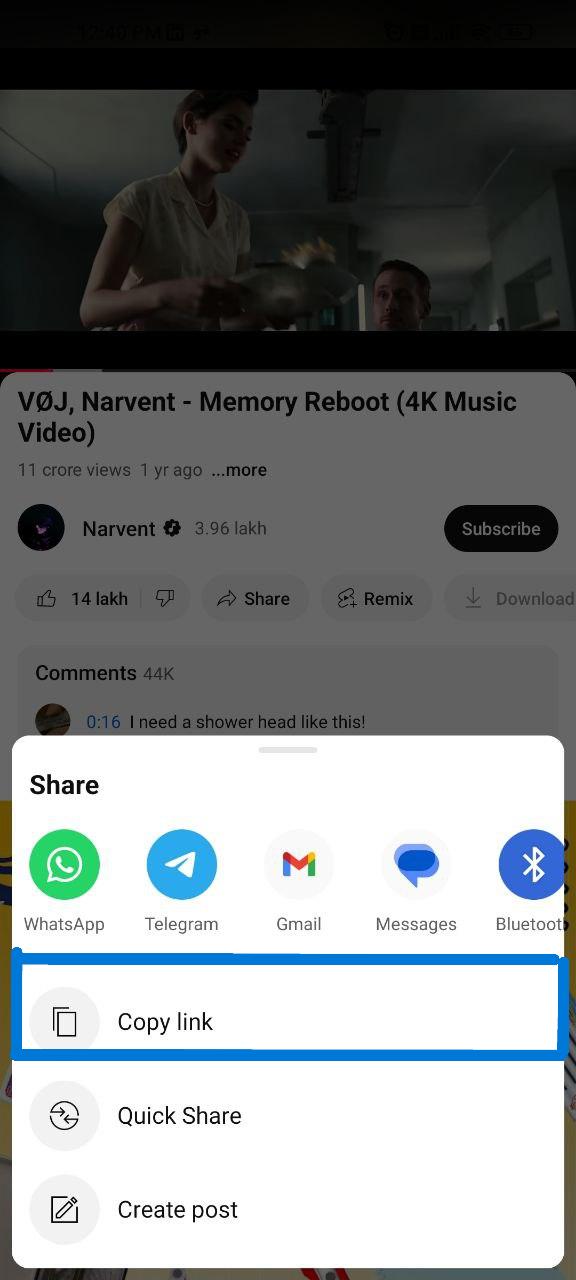 12:40 PM
VØJ, Narvent - Memory Reboot (4K Music
Video)
11 crore views 1 yr ago ...more
Narvent 3.96 lakh
Subscribe
14 lakh
Share
Remix
Download
Comments 44K
0:16 I need a shower head like this!
Share
WhatsApp
Telegram
Gmail
Messages
Bluetoot
Copy link
Quick Share
Create post